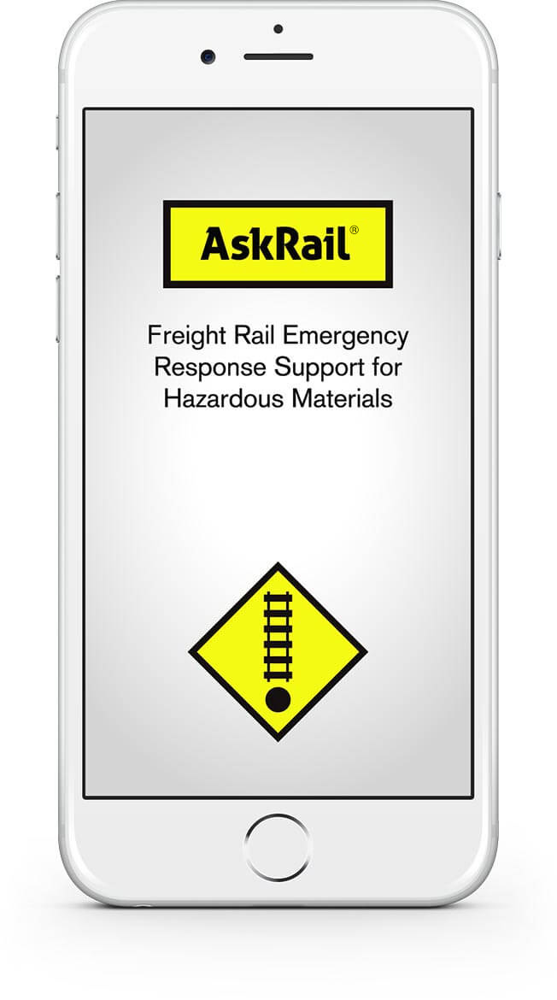 AskRail®
Freight Rail Emergency
Response Support for
Hazardous Materials